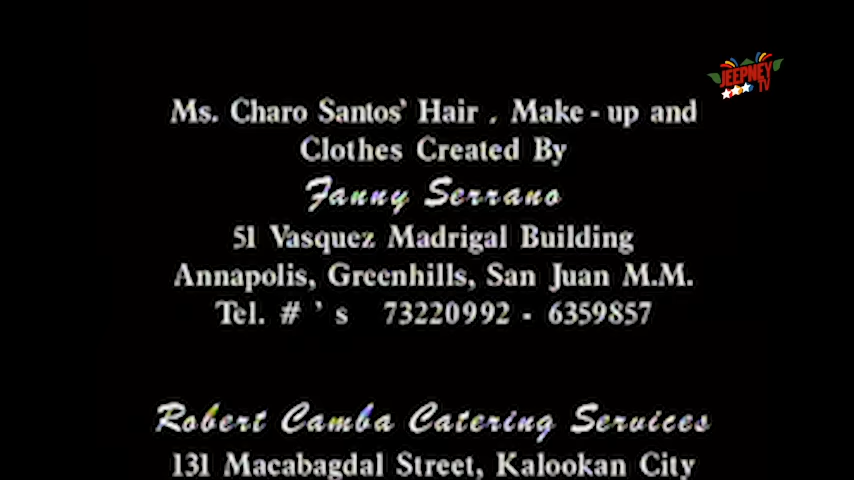 JEEPNEY
TV
Ms. Charo Santos' Hair , Make - up and
Clothes Created By
Fanny Serrano
51 Vasquez Madrigal Building
Annapolis, Greenhills, San Juan M.M.
Tel. # ' s 73220992 - 6359857
Robert Camba Catering Services
131 Macabagdal Street, Kalookan City